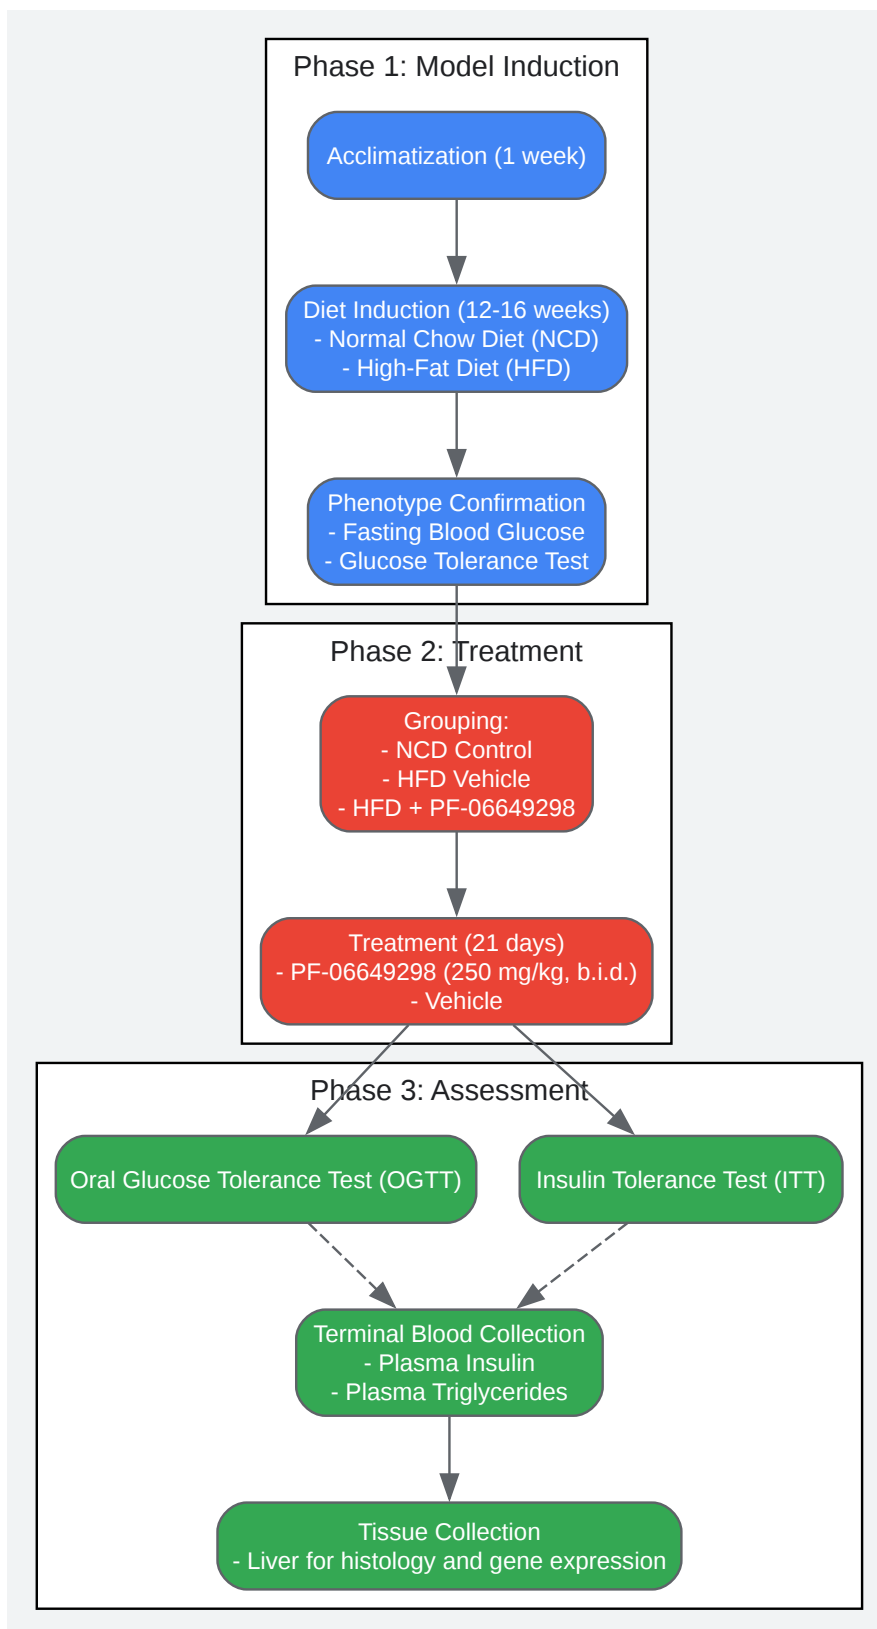 Phase 1: Model Induction
Acclimatization (1 week)
Diet Induction (12-16 weeks)
- Normal Chow Diet (NCD)
- High-Fat Diet (HFD)
Phenotype Confirmation
- Fasting Blood Glucose
- Glucose Tolerance Test
Phase 2: Treatment
Grouping:
- NCD Control
- HFD Vehicle
- HFD + PF-06649298
Treatment (21 days)
- PF-06649298 (250 mg/kg, b.i.d.)
- Vehicle
Phase 3: Assessment
Oral Glucose Tolerance Test (OGTT)
Insulin Tolerance Test (ITT)
Terminal Blood Collection
- Plasma Insulin
- Plasma Triglycerides
Tissue Collection
- Liver for histology and gene expression